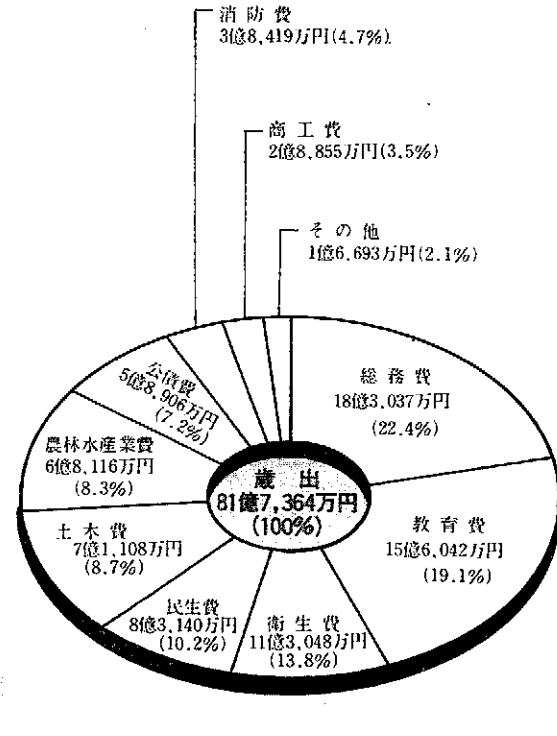 消防費
3億8,419万円(4.7%)
商工費
2億8,855万円(3.5%)
その他
1億6,693万円(2.1%)
総務費
18億3,037万円
(22.4%)
教育費
15億6,042万円
(19.1%)
衛生費
11億3,048万円
(13.8%)
民生費
8億3,140万円
(10.2%)
土木費
7億1,108万円
(8.7%)
農林水産業費
6億8,116万円
(8.3%)
公債費
5億8,906万円
(7.2%)
歳出
81億7,364万円
(100%)